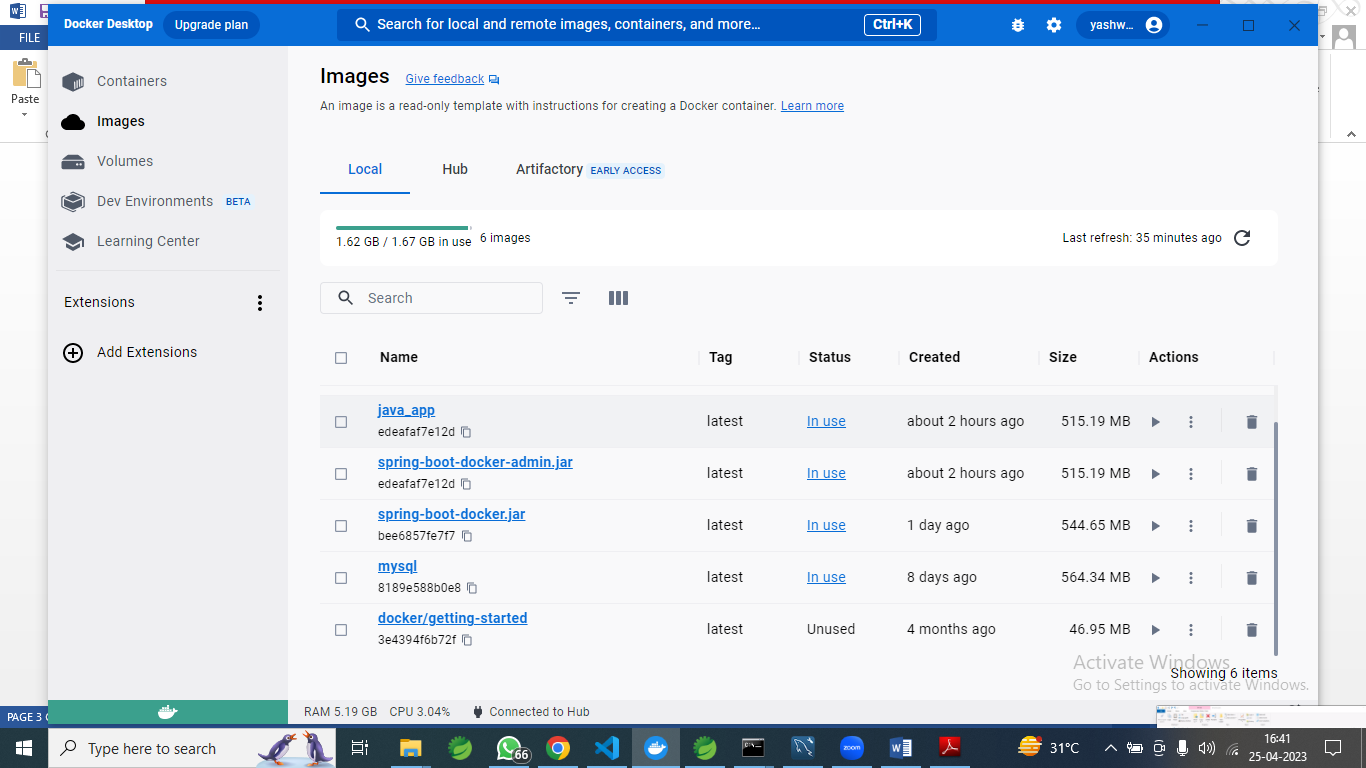 Docker Desktop Upgrade plan Search for local and remote images, containers, and more... Ctrl+K yashw...
FILE
Paste
Containers
Images
Volumes
Dev Environments BETA
Learning Center
Extensions
Add Extensions
Images Give feedback
An image is a read-only template with instructions for creating a Docker container. Learn more
Local Hub Artifactory EARLY ACCESS
1.62 GB / 1.67 GB in use 6 images Last refresh: 35 minutes ago
Search
Name Tag Status Created Size Actions
java_app
edeafaf7e12d latest In use about 2 hours ago 515.19 MB
spring-boot-docker-admin.jar
edeafaf7e12d latest In use about 2 hours ago 515.19 MB
spring-boot-docker.jar
bee6857fe7f7 latest In use 1 day ago 544.65 MB
mysql
8189e588b0e8 latest In use 8 days ago 564.34 MB
docker/getting-started
3e4394f6b72f latest Unused 4 months ago 46.95 MB
Activate Windows
Showing 6 items
Go to Settings to activate Windows.
PAGE 3
RAM 5.19 GB CPU 3.04% Connected to Hub
Type here to search
66
zoom
31°C
16:41
25-04-2023